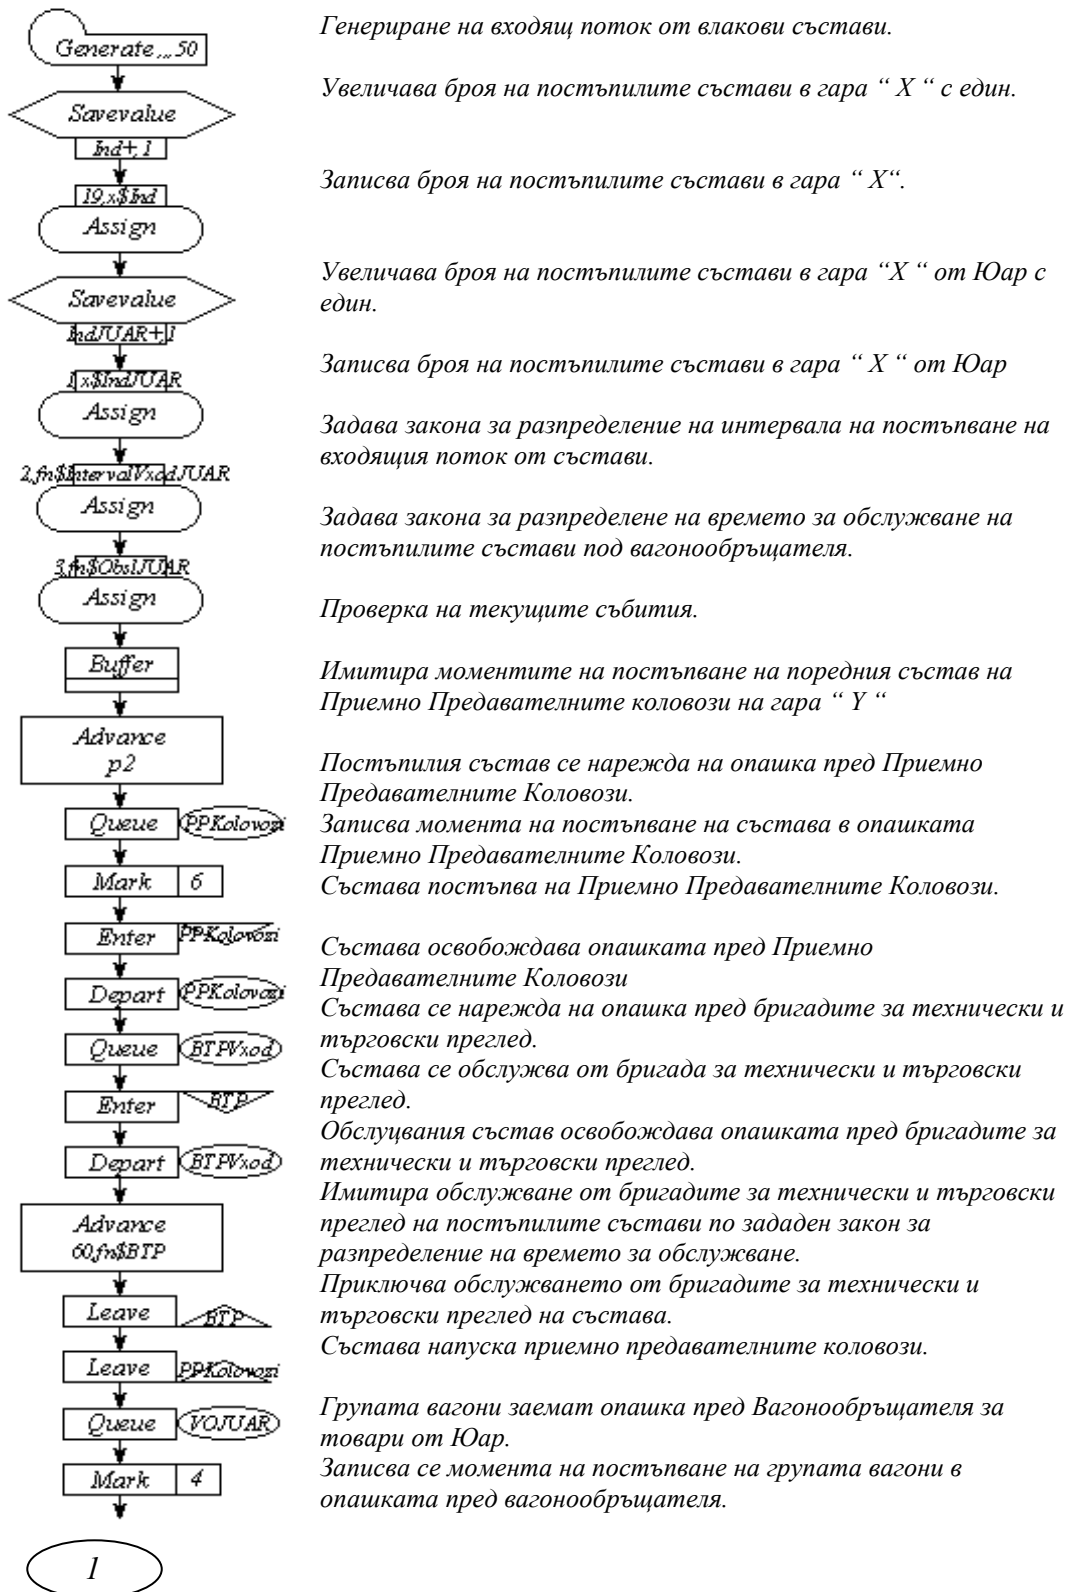 Generate,,,50
Генериране на входящ поток от влакови състави.
Savevalue
Ind+, 1
Увеличава броя на постъпилите състави в гара “ X “ с един.
19,x$Ind
Assign
Записва броя на постъпилите състави в гара “ X“.
Savevalue
IndJUAR+,1
Увеличава броя на постъпилите състави в гара “X “ от Юар с
един.
1,x$IndJUAR
Assign
Записва броя на постъпилите състави в гара “ X “ от Юар
2,fn$IntervalVxodJUAR
Assign
Задава закона за разпределение на интервала на постъпване на
входящия поток от състави.
3,fn$ObslJUAR
Assign
Задава закона за разпределене на времето за обслужване на
постъпилите състави под вагонообръщателя.
Buffer
Проверка на текущите събития.
Advance
p2
Имитира моментите на постъпване на поредния състав на
Приемно Предавателните коловози на гара “ Y “
Queue PPKolovozi
Постъпилия състав се нарежда на опашка пред Приемно
Предавателните Коловози.
Mark 6
Записва момента на постъпване на състава в опашката
Приемно Предавателните Коловози.
Enter PPKolovozi
Състава постъпва на Приемно Предавателните Коловози.
Depart PPKolovozi
Състава освобождава опашката пред Приемно
Предавателните Коловози
Queue BTPVxod
Състава се нарежда на опашка пред бригадите за технически и
търговски преглед.
Enter BTP
Състава се обслужва от бригада за технически и търговски
преглед.
Depart BTPVxod
Обслуцвания състав освобождава опашката пред бригадите за
технически и търговски преглед.
Advance
60,fn$BTP
Имитира обслужване от бригадите за технически и търговски
преглед на постъпилите състави по зададен закон за
разпределение на времето за обслужване.
Leave BTP
Приключва обслужването от бригадите за технически и
търговски преглед на състава.
Leave PPKolovozi
Състава напуска приемно предавателните коловози.
Queue VOJUAR
Групата вагони заемат опашка пред Вагонообръщателя за
товари от Юар.
Mark 4
Записва се момента на постъпване на групата вагони в
опашката пред вагонообръщателя.
1